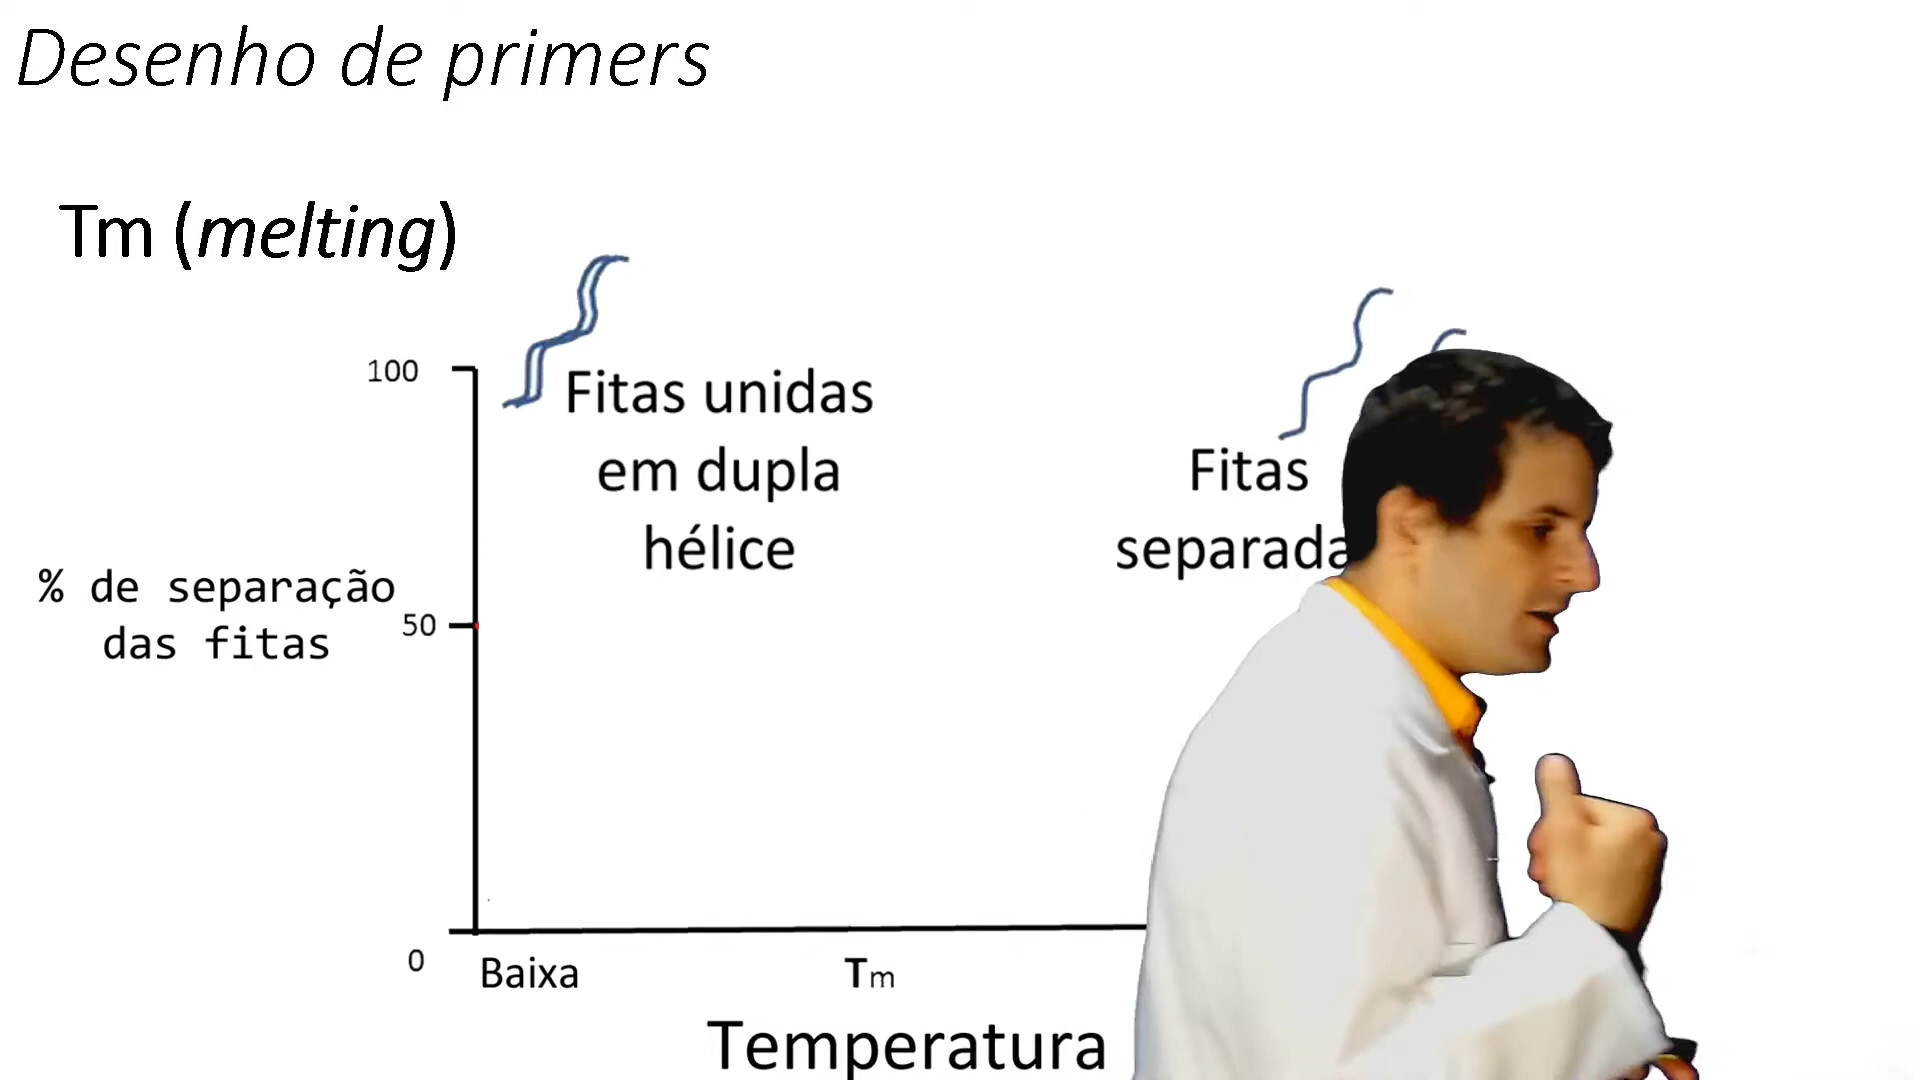 Desenho de primers
Tm (melting)
100
Fitas unidas
em dupla
hélice
Fitas
% de separação
das fitas
50
0
Baixa
Tm
Temperatura